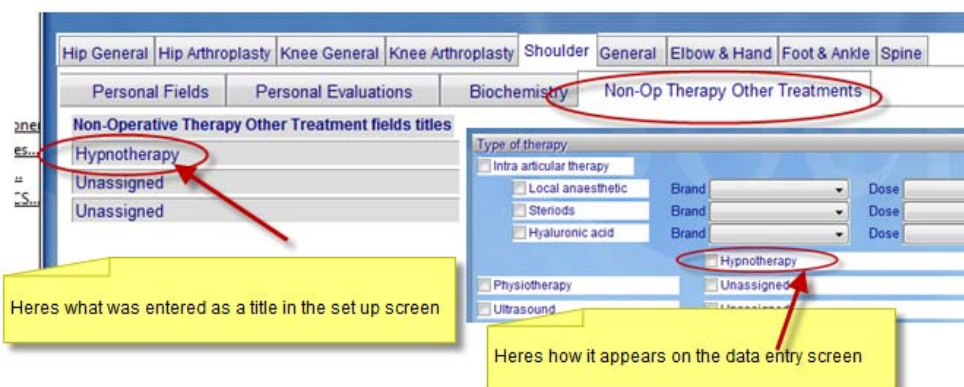 Hip General Hip Arthroplasty Knee General Knee Arthroplasty Shoulder General Elbow & Hand Foot & Ankle Spine
Personal Fields Personal Evaluations Biochemistry Non-Op Therapy Other Treatments
Non-Operative Therapy Other Treatment fields titles
Hypnotherapy
Unassigned
Unassigned
Heres what was entered as a title in the set up screen
Type of therapy
Intra articular therapy
Local anaesthetic Brand Dose
Steriods Brand Dose
Hyaluronic acid Brand Dose
Hypnotherapy
Physiotherapy Unassigned
Ultrasound
Heres how it appears on the data entry screen